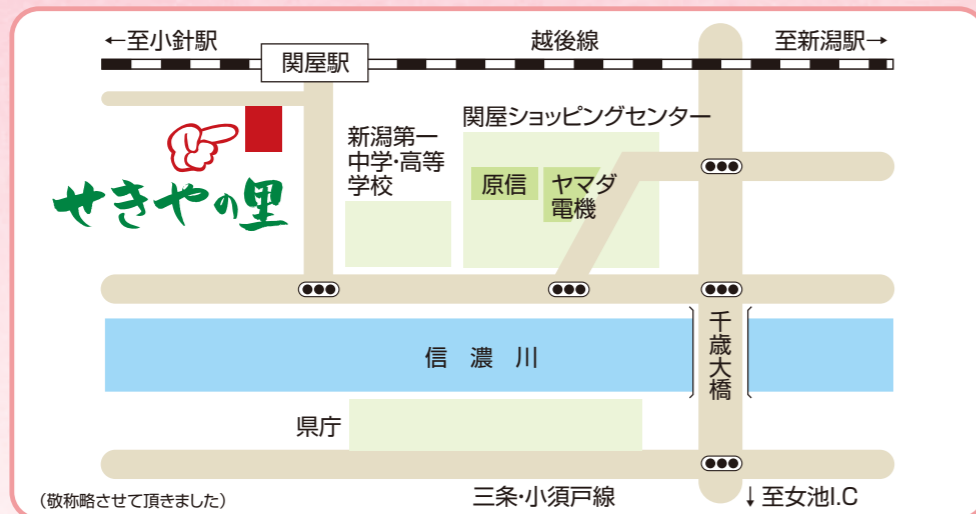 ←至小針駅
越後線
至新潟駅→
関屋駅
関屋ショッピングセンター
新潟第一
中学・高等
学校
原信
ヤマダ
電機
せきやの里
信濃川
千歳大橋
県庁
(敬称略させて頂きました)
三条・小須戸線
↓至女池I.C